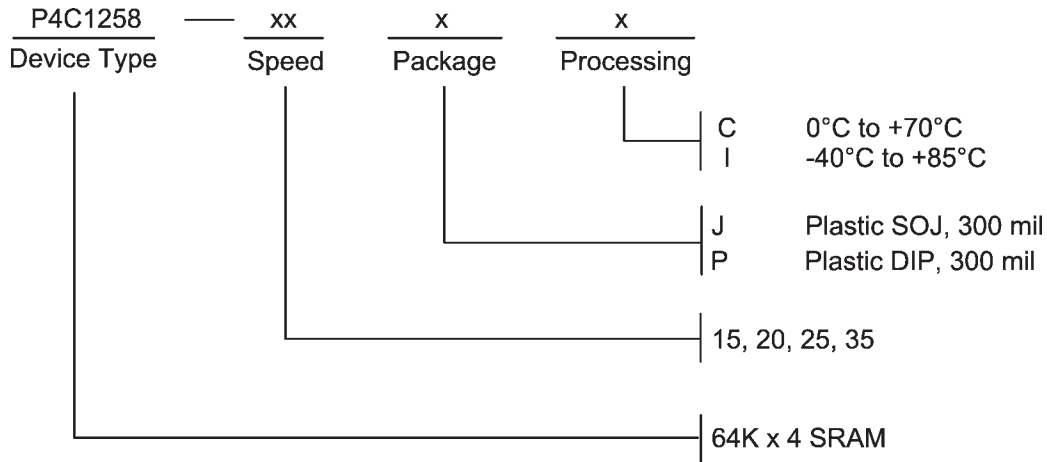 P4C1258 — xx x x
Device Type Speed Package Processing
C 0°C to +70°C
I -40°C to +85°C
J Plastic SOJ, 300 mil
P Plastic DIP, 300 mil
15, 20, 25, 35
64K x 4 SRAM